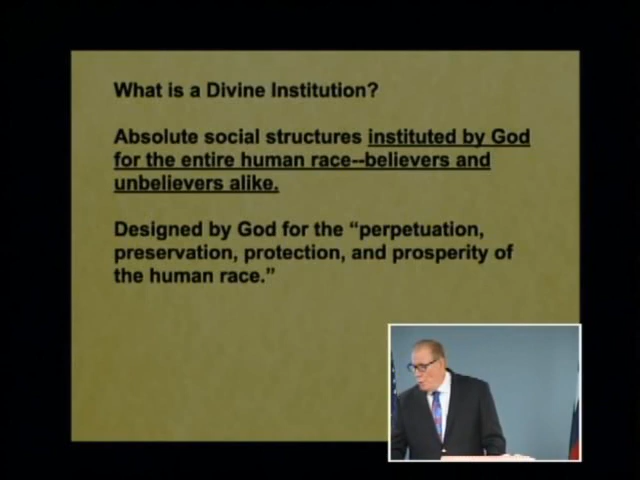 What is a Divine Institution?
Absolute social structures instituted by God
for the entire human race--believers and
unbelievers alike.
Designed by God for the “perpetuation,
preservation, protection, and prosperity of
the human race.”